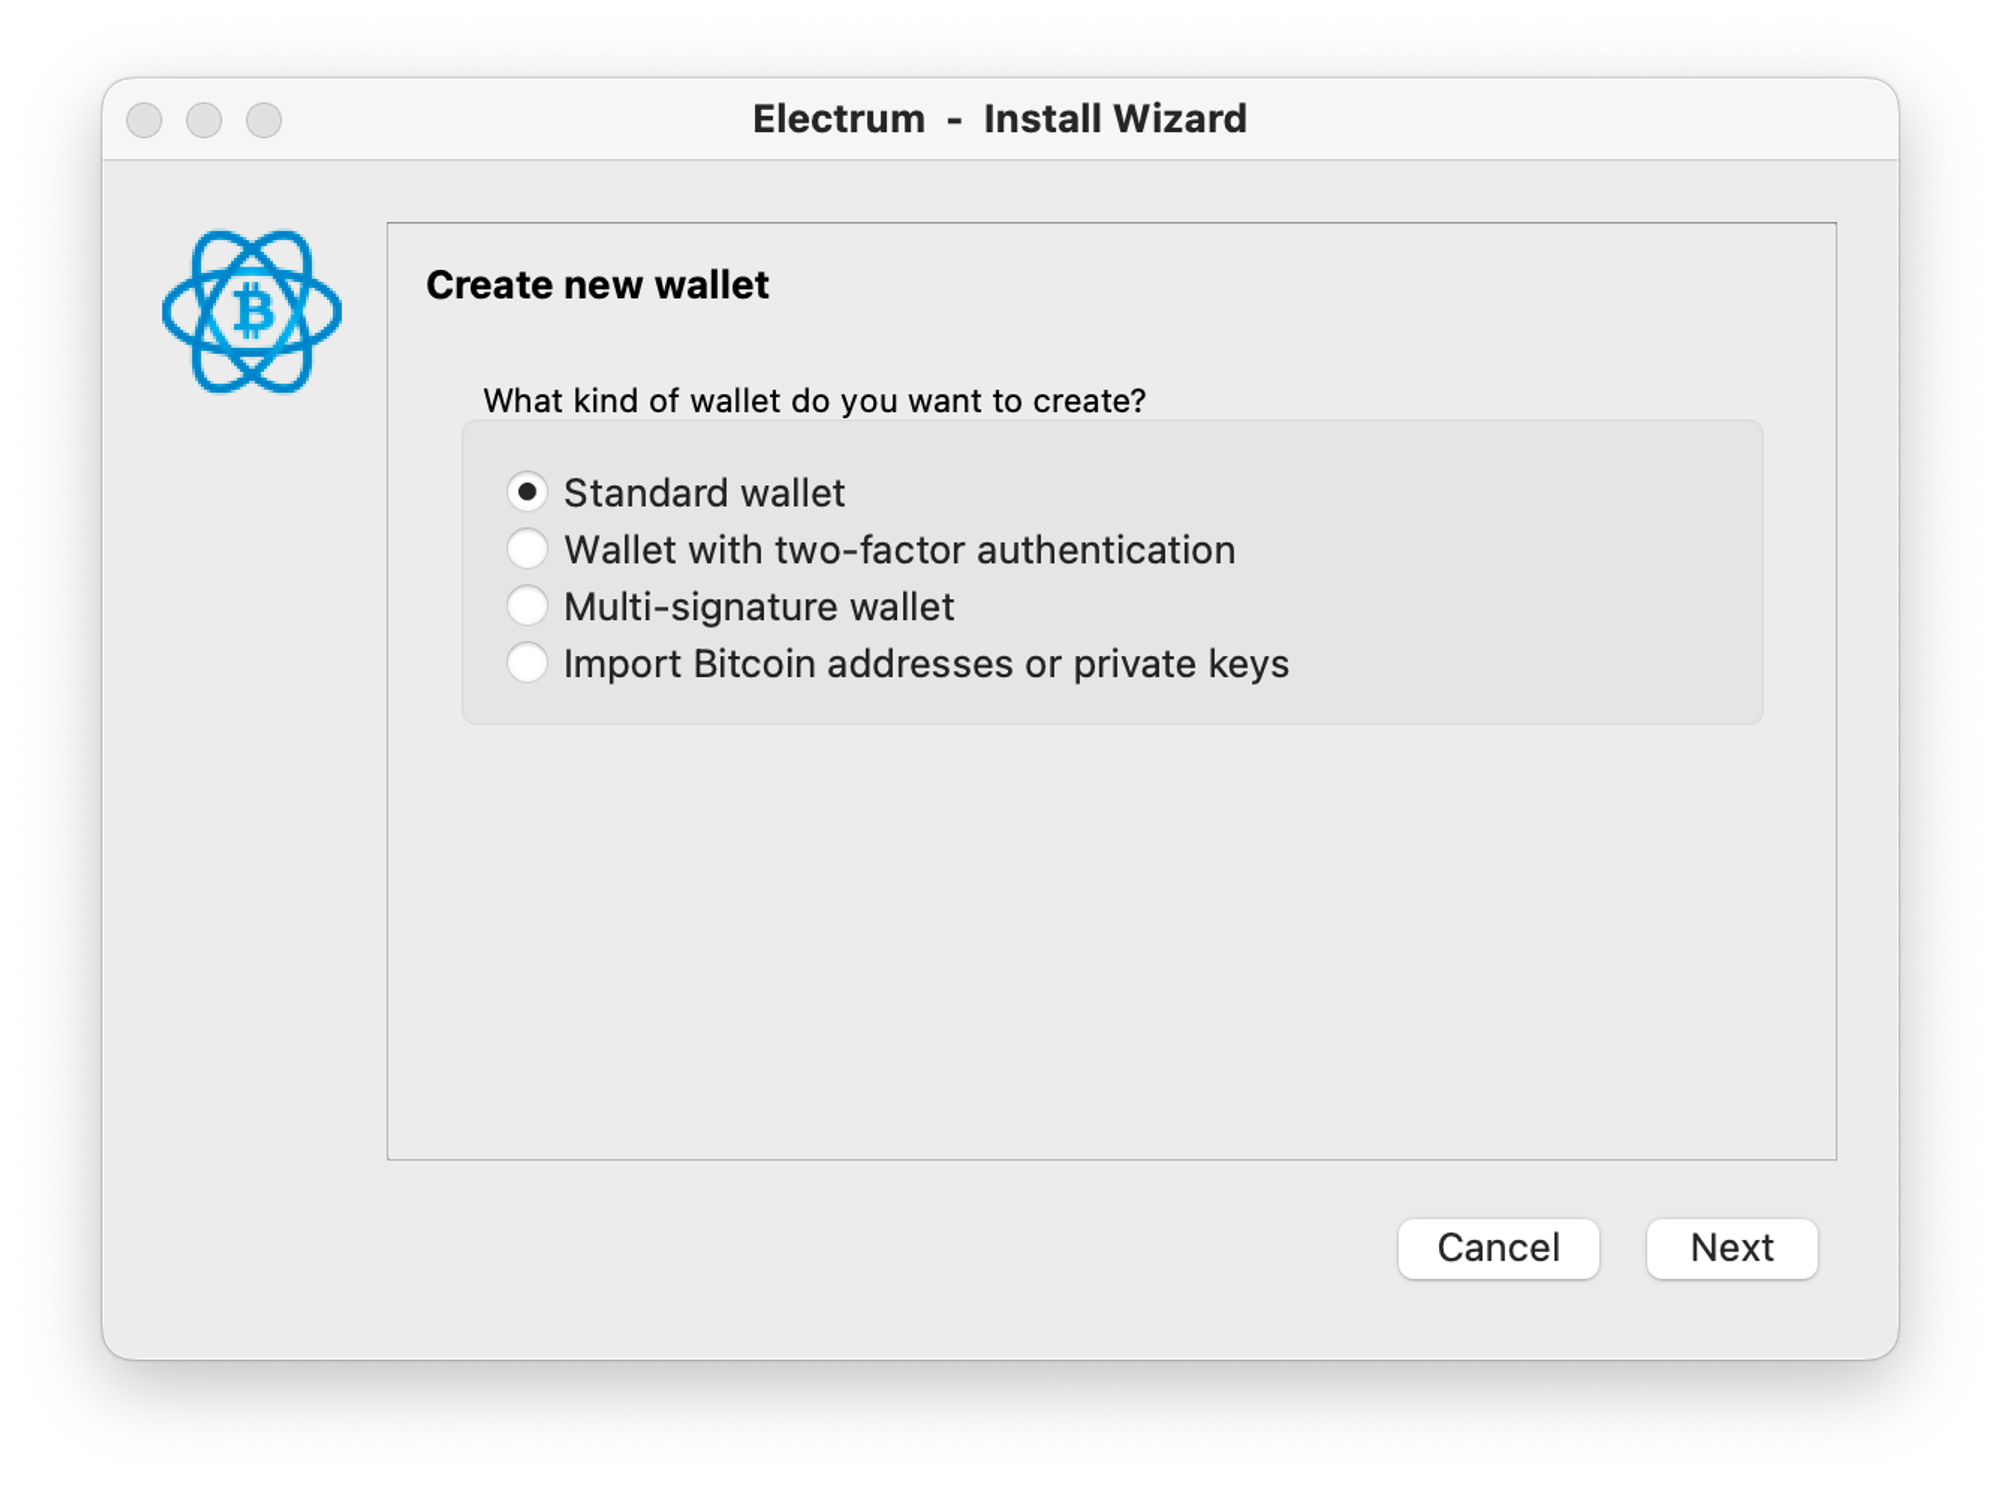 Electrum - Install Wizard
Create new wallet
What kind of wallet do you want to create?
Standard wallet
Wallet with two-factor authentication
Multi-signature wallet
Import Bitcoin addresses or private keys
Cancel Next